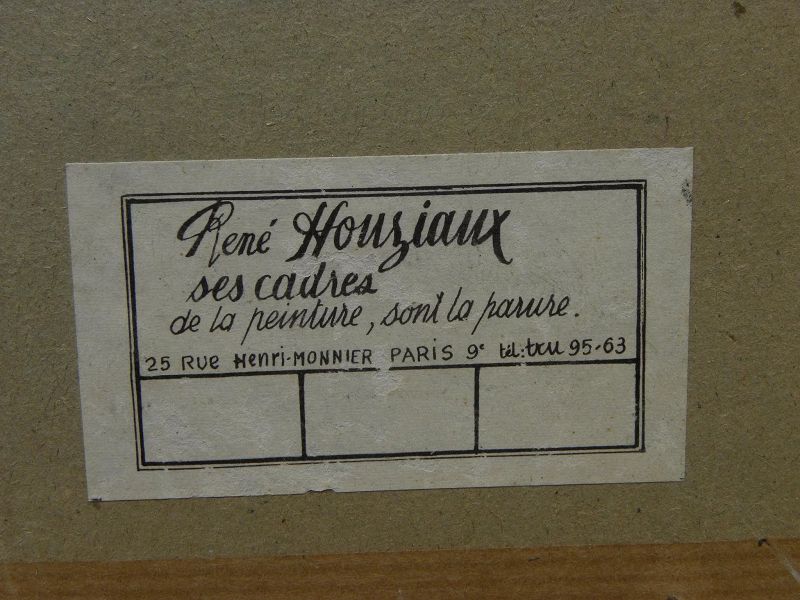 René Houziaux
ses cadres
de la peinture, sont la parure.
25 RUE Henri-MONNIER PARIS 9e tél: tru 95-63